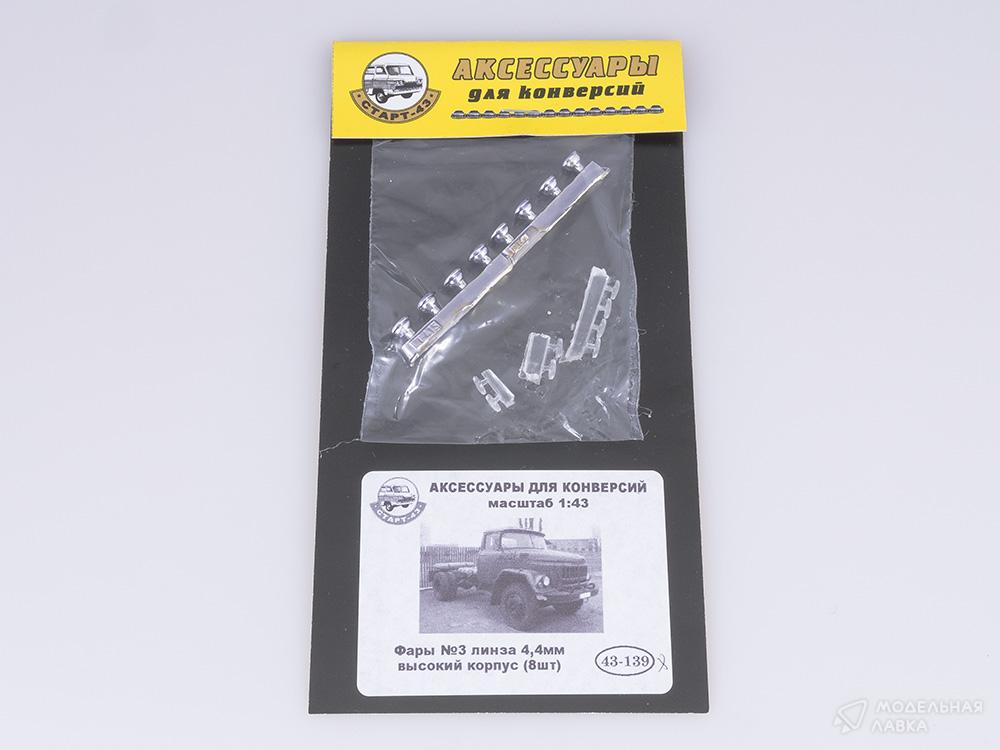 АКСЕССУАРЫ
для конверсий
СТАРТ-43
АКСЕССУАРЫ ДЛЯ КОНВЕРСИЙ
масштаб 1:43
СТАРТ-43
Фары №3 линза 4,4мм
высокий корпус (8шт)
43-139
МОДЕЛЬНАЯ
ЛАВКА